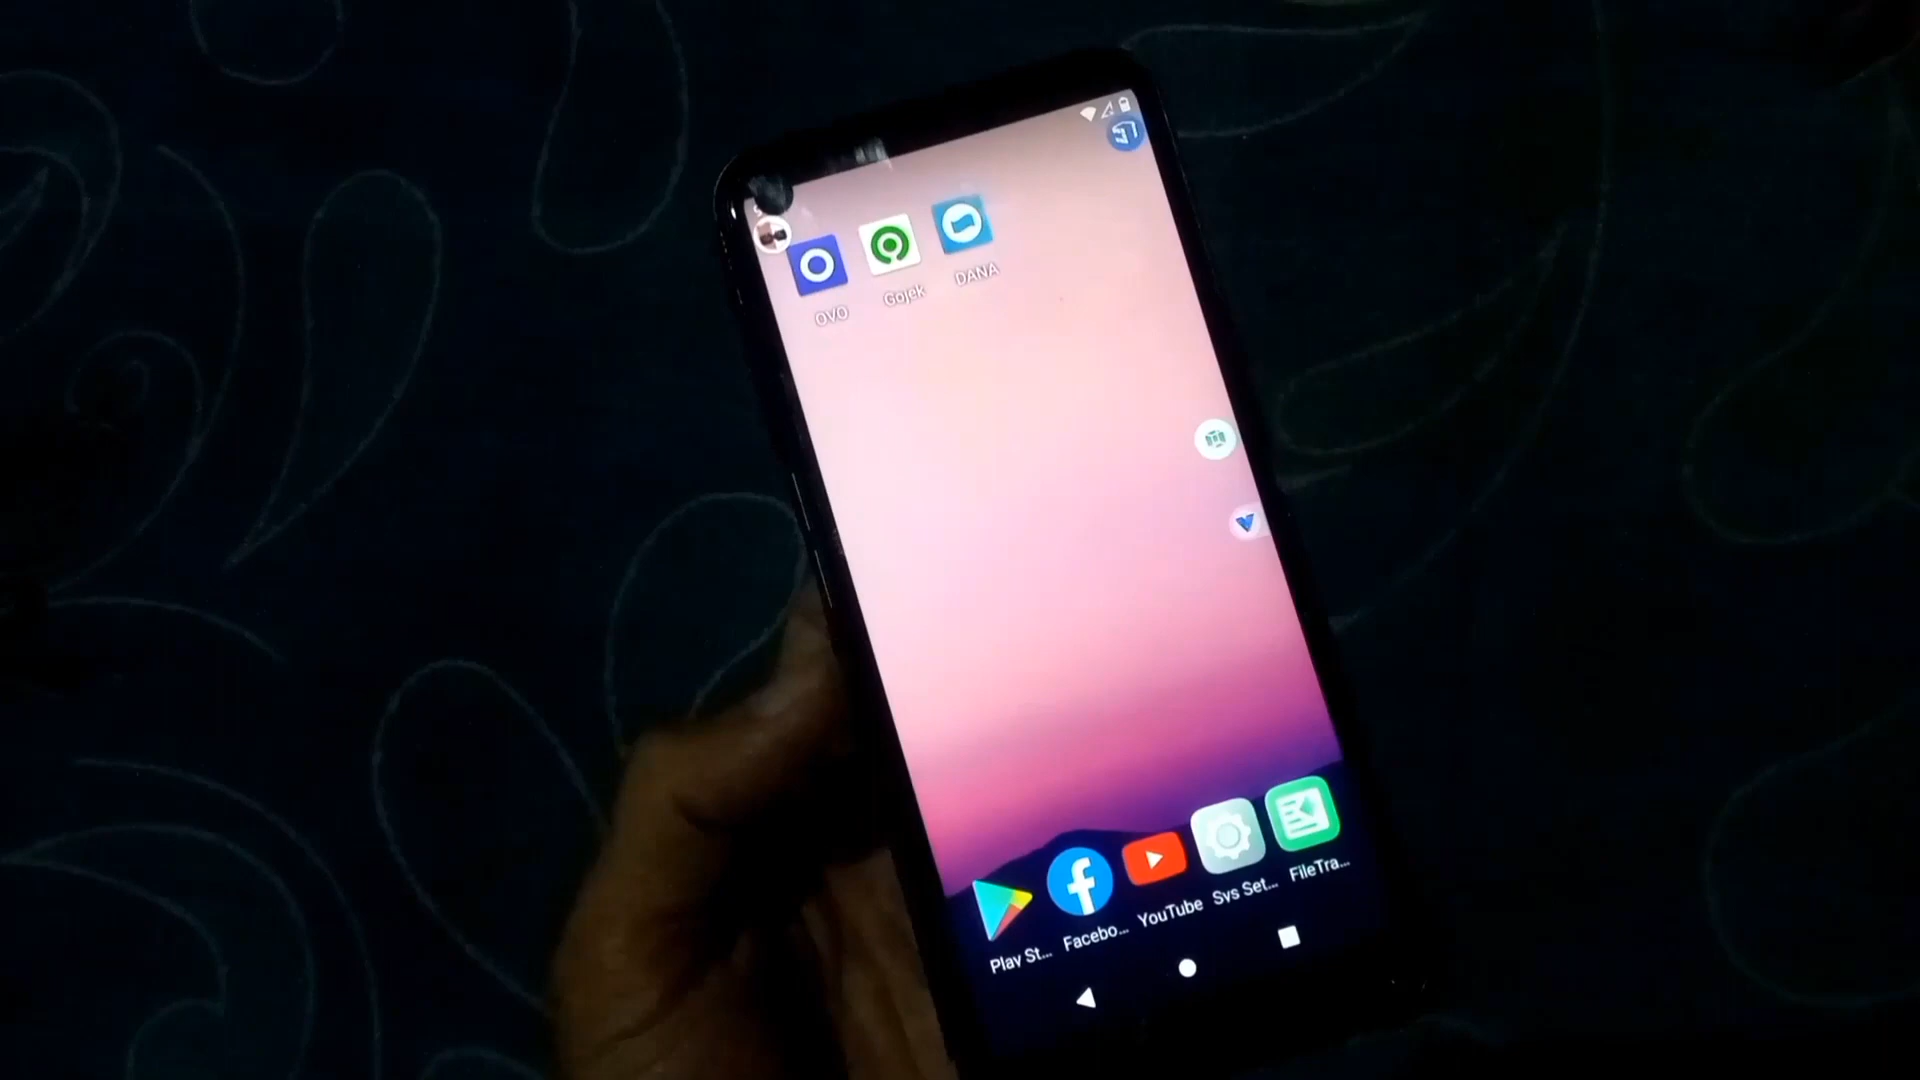 OVO
Gojek
DANA
Play St...
Facebo...
YouTube
Sys Set...
FileTra...